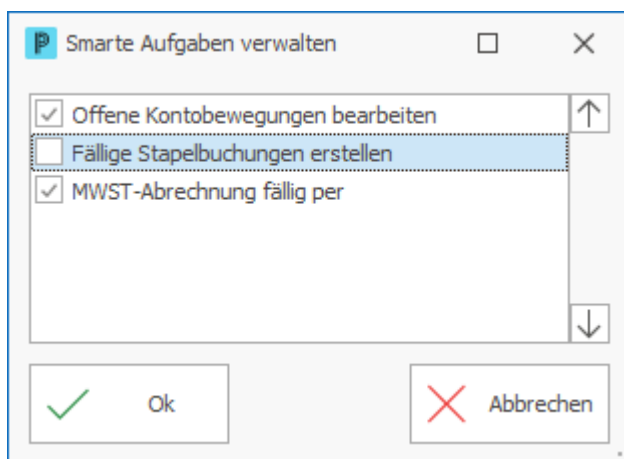 Smarte Aufgaben verwalten
Offene Kontobewegungen bearbeiten
Fällige Stapelbuchungen erstellen
MWST-Abrechnung fällig per
Ok
Abbrechen